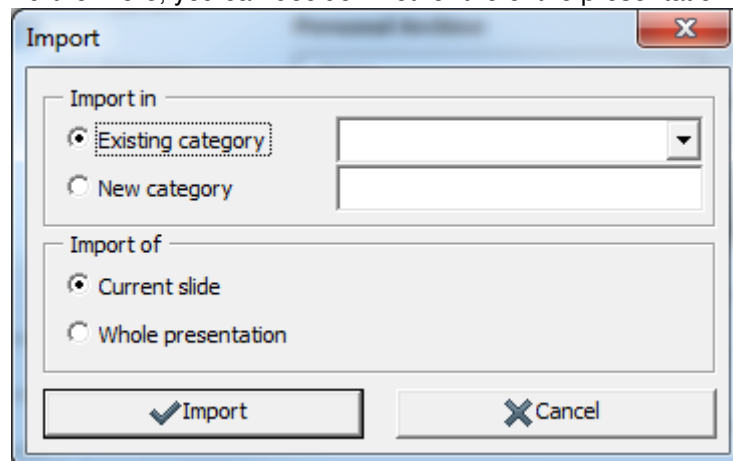 Import
Import in
Existing category
New category
Import of
Current slide
Whole presentation
Import Cancel